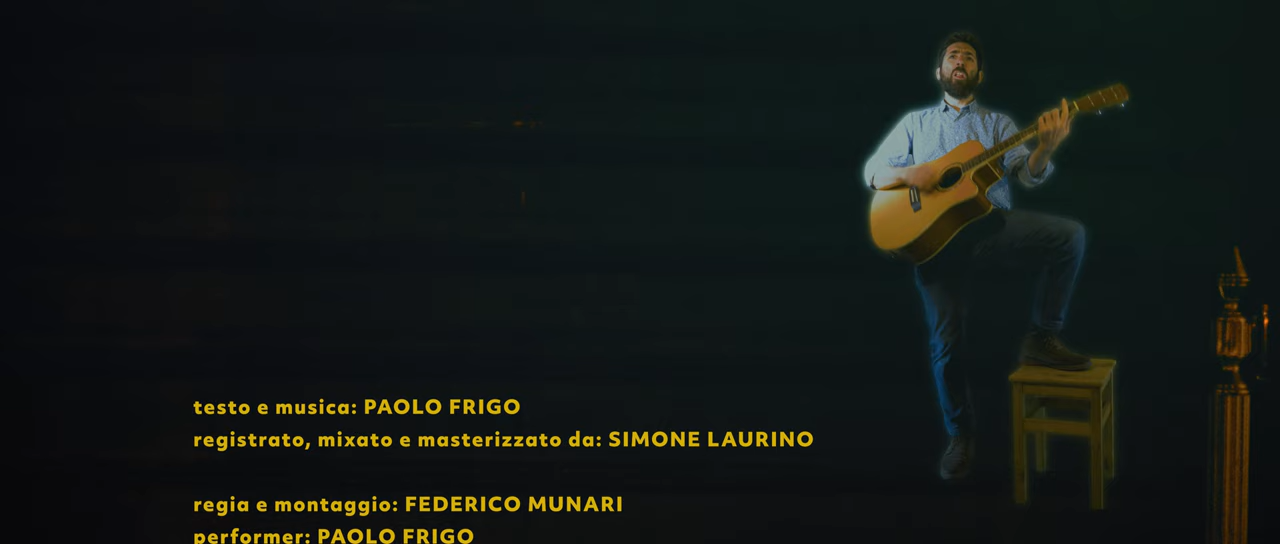 testo e musica: PAOLO FRIGO
registrato, mixato e masterizzato da: SIMONE LAURINO
regia e montaggio: FEDERICO MUNARI
performer: PAOLO FRIGO